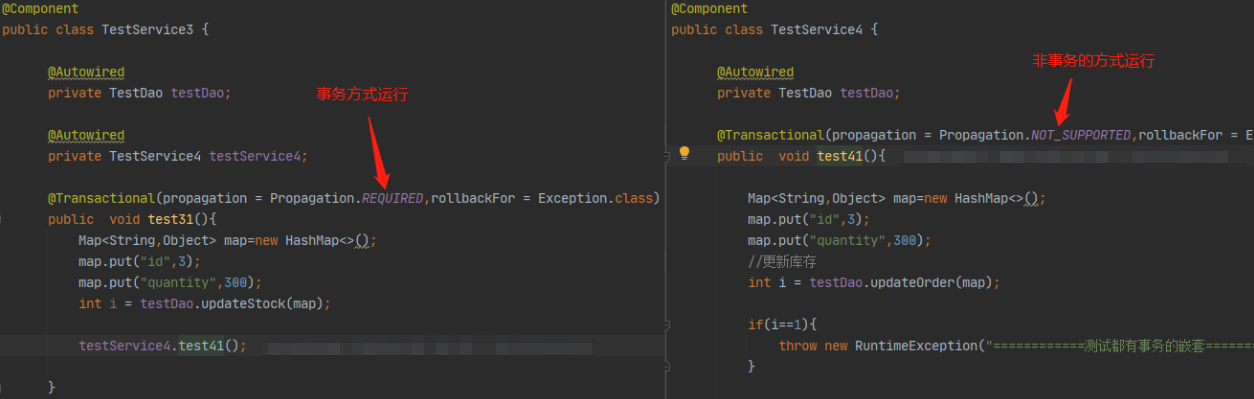 @Component
public class TestService3 {
@Autowired
private TestDao testDao;
事务方式运行
@Autowired
private TestService4 testService4;
@Transactional(propagation = Propagation.REQUIRED,rollbackFor = Exception.class)
public void test31(){
Map<String,Object> map=new HashMap<>();
map.put("id",3);
map.put("quantity",300);
int i = testDao.updateStock(map);
testService4.test41();
}
@Component
public class TestService4 {
非事务的方式运行
@Autowired
private TestDao testDao;
@Transactional(propagation = Propagation.NOT_SUPPORTED,rollbackFor = E
public void test41(){
Map<String,Object> map=new HashMap<>();
map.put("id",3);
map.put("quantity",300);
//更新库存
int i = testDao.updateOrder(map);
if(i==1){
throw new RuntimeException("============测试都有事务的嵌套=======
}